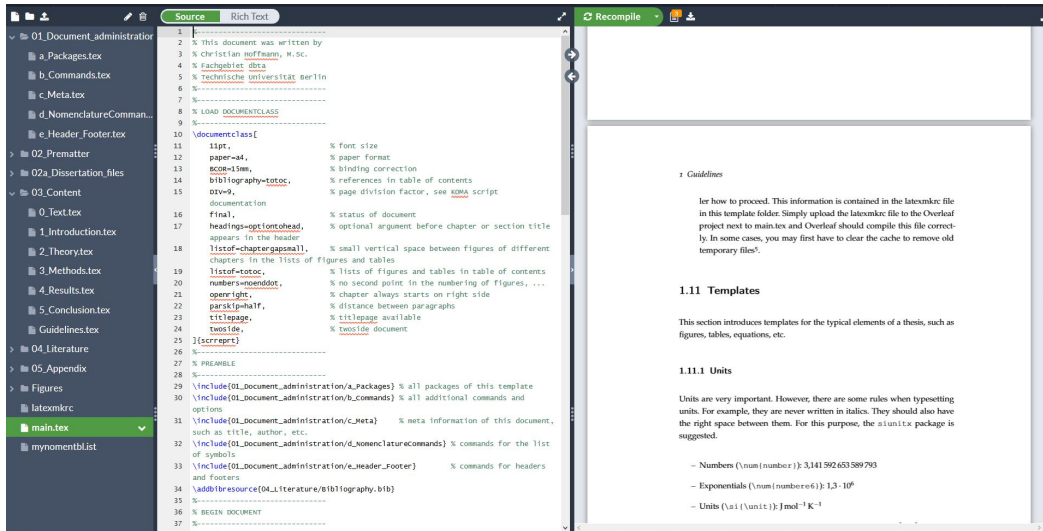 Source Rich Text
Recompile
01_Document_administration
a_Packages.tex
b_Commands.tex
c_Meta.tex
d_NomenclatureComman...
e_Header_Footer.tex
02_Prematter
02a_Dissertation_files
03_Content
0_Text.tex
1_Introduction.tex
2_Theory.tex
3_Methods.tex
4_Results.tex
5_Conclusion.tex
Guidelines.tex
04_Literature
05_Appendix
Figures
latexmkrc
main.tex
mynomentbl.ist
1 %-----------------------------
2 % This document was written by
3 % Christian Hoffmann, M.Sc.
4 % Fachgebiet dbta
5 % Technische Universität Berlin
6 %-----------------------------
7 %-----------------------------
8 % LOAD DOCUMENTCLASS
9 %-----------------------------
10 \documentclass[
11 11pt, % font size
12 paper=a4, % paper format
13 BCOR=15mm, % binding correction
14 bibliography=totoc, % references in table of contents
15 DIV=9, % page division factor, see KOMA script
documentation
16 final, % status of document
17 headings=optiontohead, % optional argument before chapter or section title
appears in the header
18 listof=chaptergapsmall, % small vertical space between figures of different
chapters in the lists of figures and tables
19 listof=totoc, % lists of figures and tables in table of contents
20 numbers=noenddot, % no second point in the numbering of figures, ...
21 openright, % chapter always starts on right side
22 parskip=half, % distance between paragraphs
23 titlepage, % titlepage available
24 twoside, % twoside document
25 ]{scrreprt}
26 %-----------------------------
27 % PREAMBLE
28 %-----------------------------
29 \include{01_Document_administration/a_Packages} % all packages of this template
30 \include{01_Document_administration/b_Commands} % all additional commands and
options
31 \include{01_Document_administration/c_Meta} % meta information of this document,
such as title, author, etc.
32 \include{01_Document_administration/d_NomenclatureCommands} % commands for the list
of symbols
33 \include{01_Document_administration/e_Header_Footer} % commands for headers
and footers
34 \addbibresource{04_Literature/Bibliography.bib}
35 %-----------------------------
36 % BEGIN DOCUMENT
37 %-----------------------------
1 Guidelines
ler how to proceed. This information is contained in the latexmkrc file
in this template folder. Simply upload the latexmkrc file to the Overleaf
project next to main.tex and Overleaf should compile this file correct-
ly. In some cases, you may first have to clear the cache to remove old
temporary files⁵.
1.11 Templates
This section introduces templates for the typical elements of a thesis, such as
figures, tables, equations, etc.
1.11.1 Units
Units are very important. However, there are some rules when typesetting
units. For example, they are never written in italics. They should also have
the right space between them. For this purpose, the siunitx package is
suggested.
– Numbers (\num{number}): 3,141 592 653 589 793
– Exponentials (\num{numbere6}): 1,3 · 10⁶
– Units (\si{\unit}): J mol⁻¹ K⁻¹